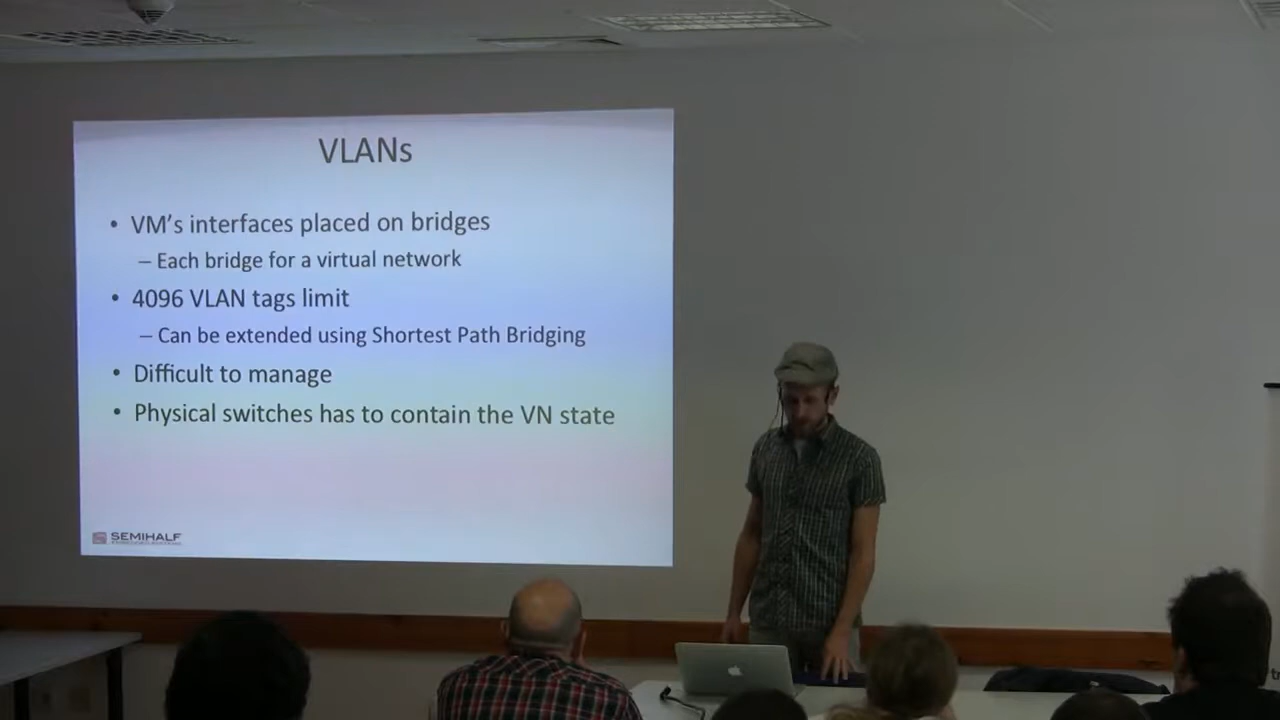 VLANs
• VM's interfaces placed on bridges
– Each bridge for a virtual network
• 4096 VLAN tags limit
– Can be extended using Shortest Path Bridging
• Difficult to manage
• Physical switches has to contain the VN state
SEMIHALF